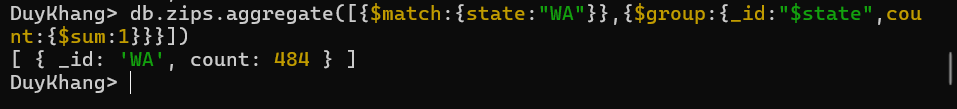 DuyKhang> db.zips.aggregate([{$match:{state:"WA"}},{$group:{_id:"$state",cou
nt:{$sum:1}}}])
[ { _id: 'WA', count: 484 } ]
DuyKhang>